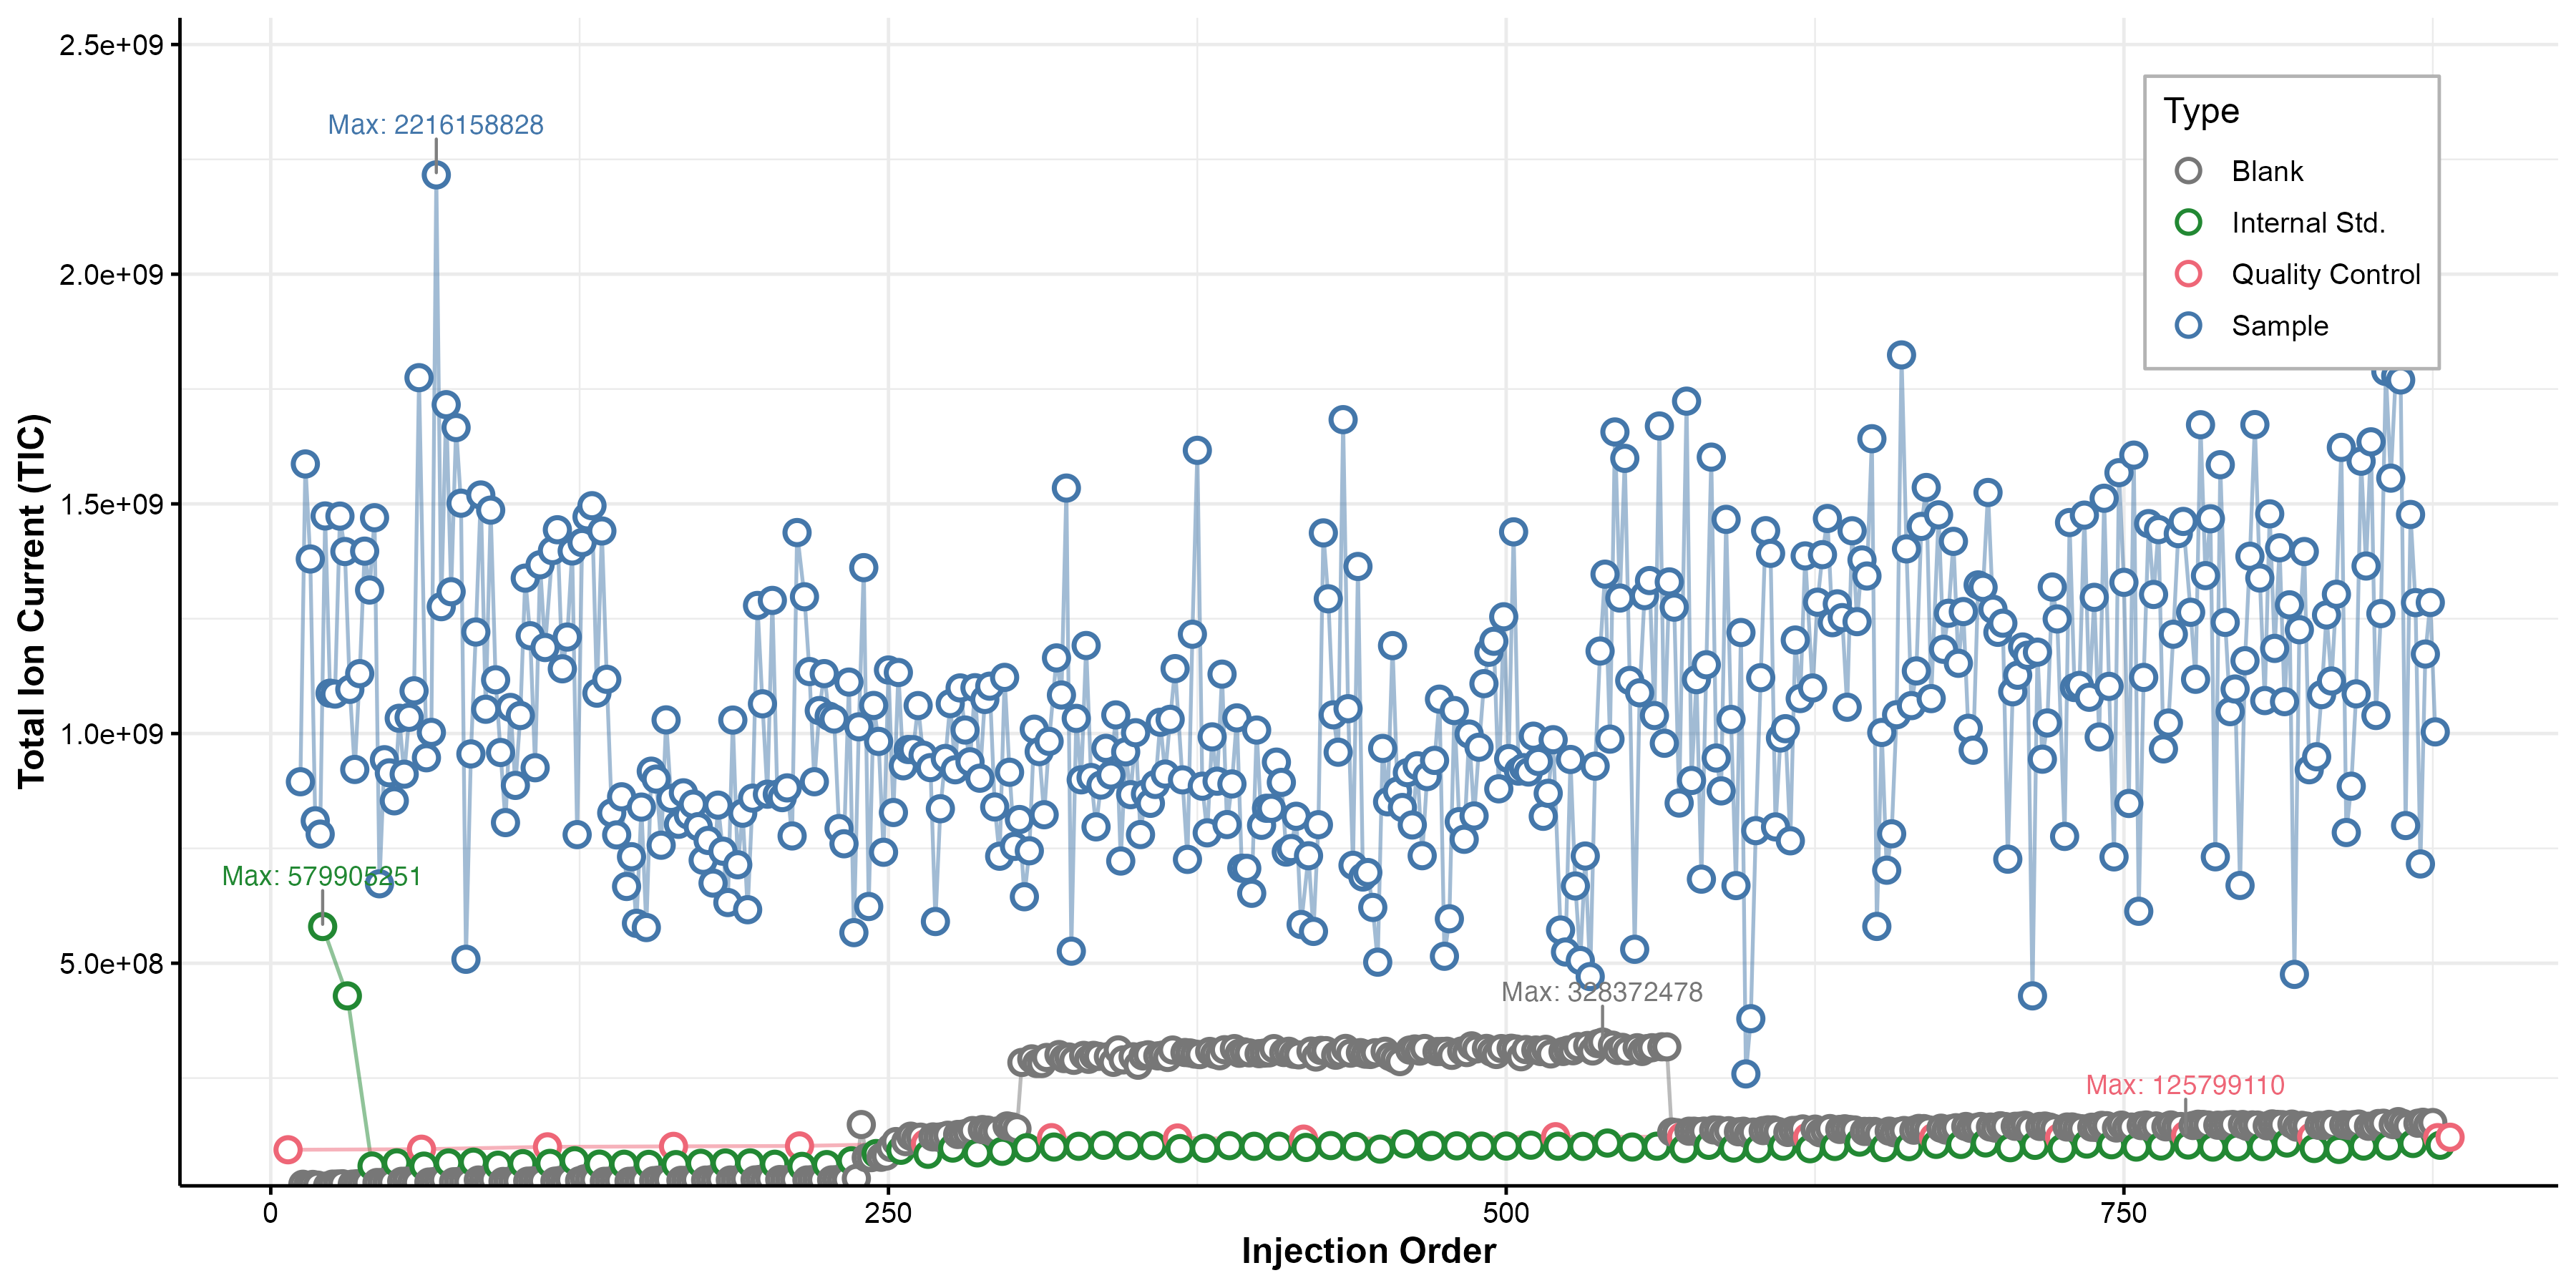 2.5e+09
2.0e+09
1.5e+09
1.0e+09
5.0e+08
Total Ion Current (TIC)
Max: 2216158828
Max: 579905251
Max: 328372478
Max: 125799110
Type
Blank
Internal Std.
Quality Control
Sample
0
250
500
750
Injection Order